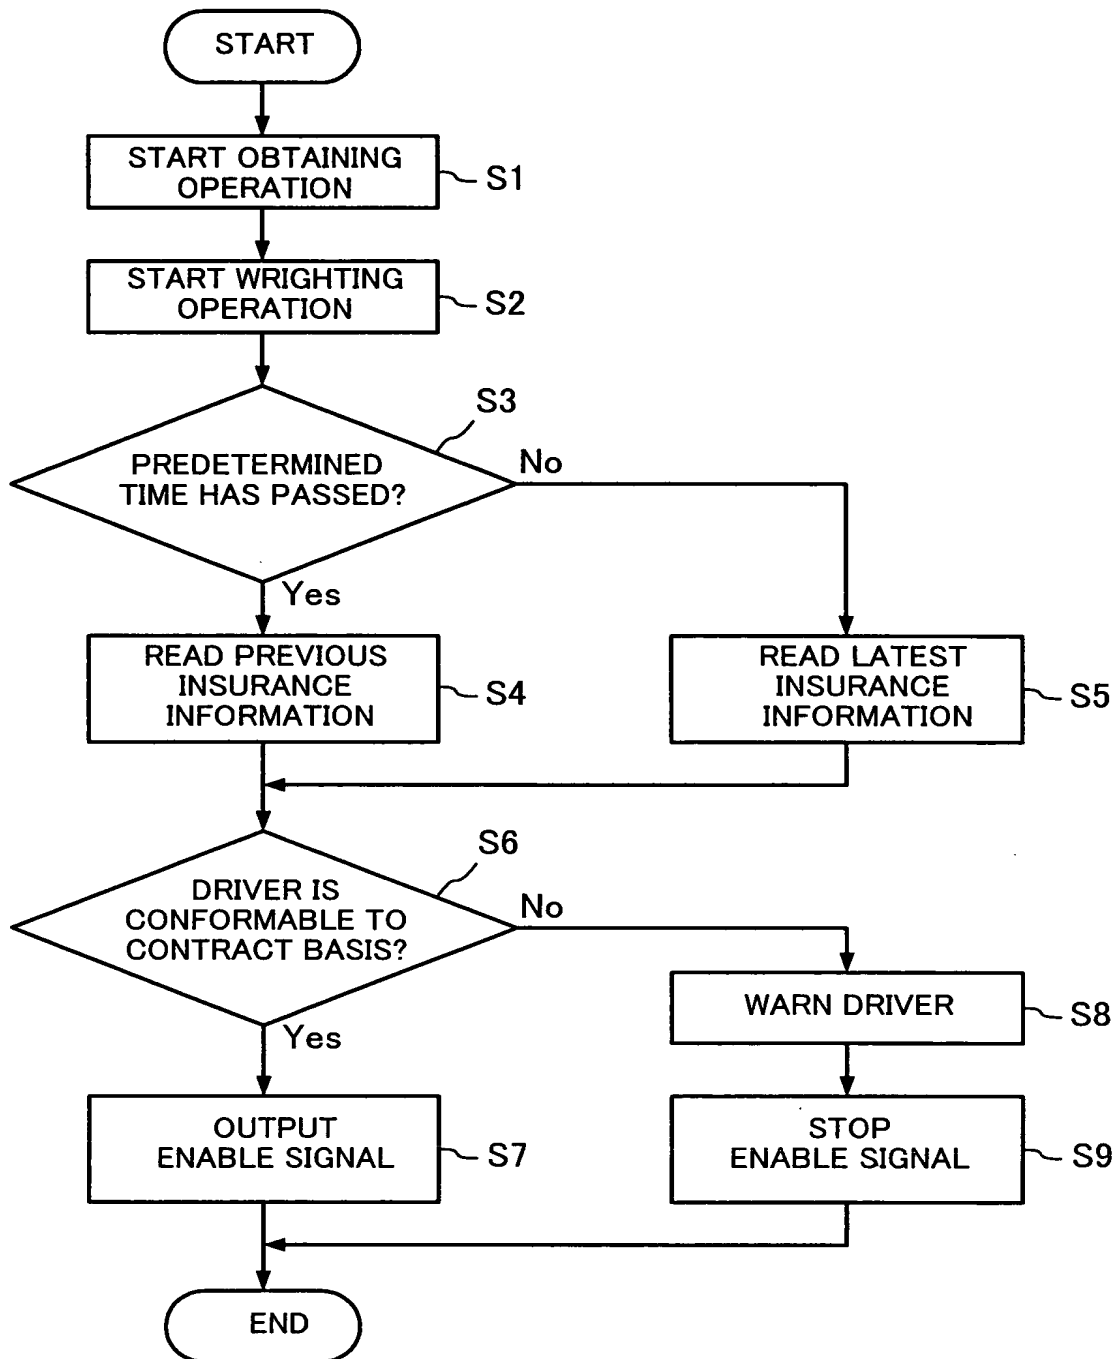 START
START OBTAINING
OPERATION
S1
START WRIGHTING
OPERATION
S2
S3
PREDETERMINED
TIME HAS PASSED?
No
Yes
READ PREVIOUS
INSURANCE
INFORMATION
S4
READ LATEST
INSURANCE
INFORMATION
S5
S6
DRIVER IS
CONFORMABLE TO
CONTRACT BASIS?
No
Yes
WARN DRIVER
S8
OUTPUT
ENABLE SIGNAL
S7
STOP
ENABLE SIGNAL
S9
END